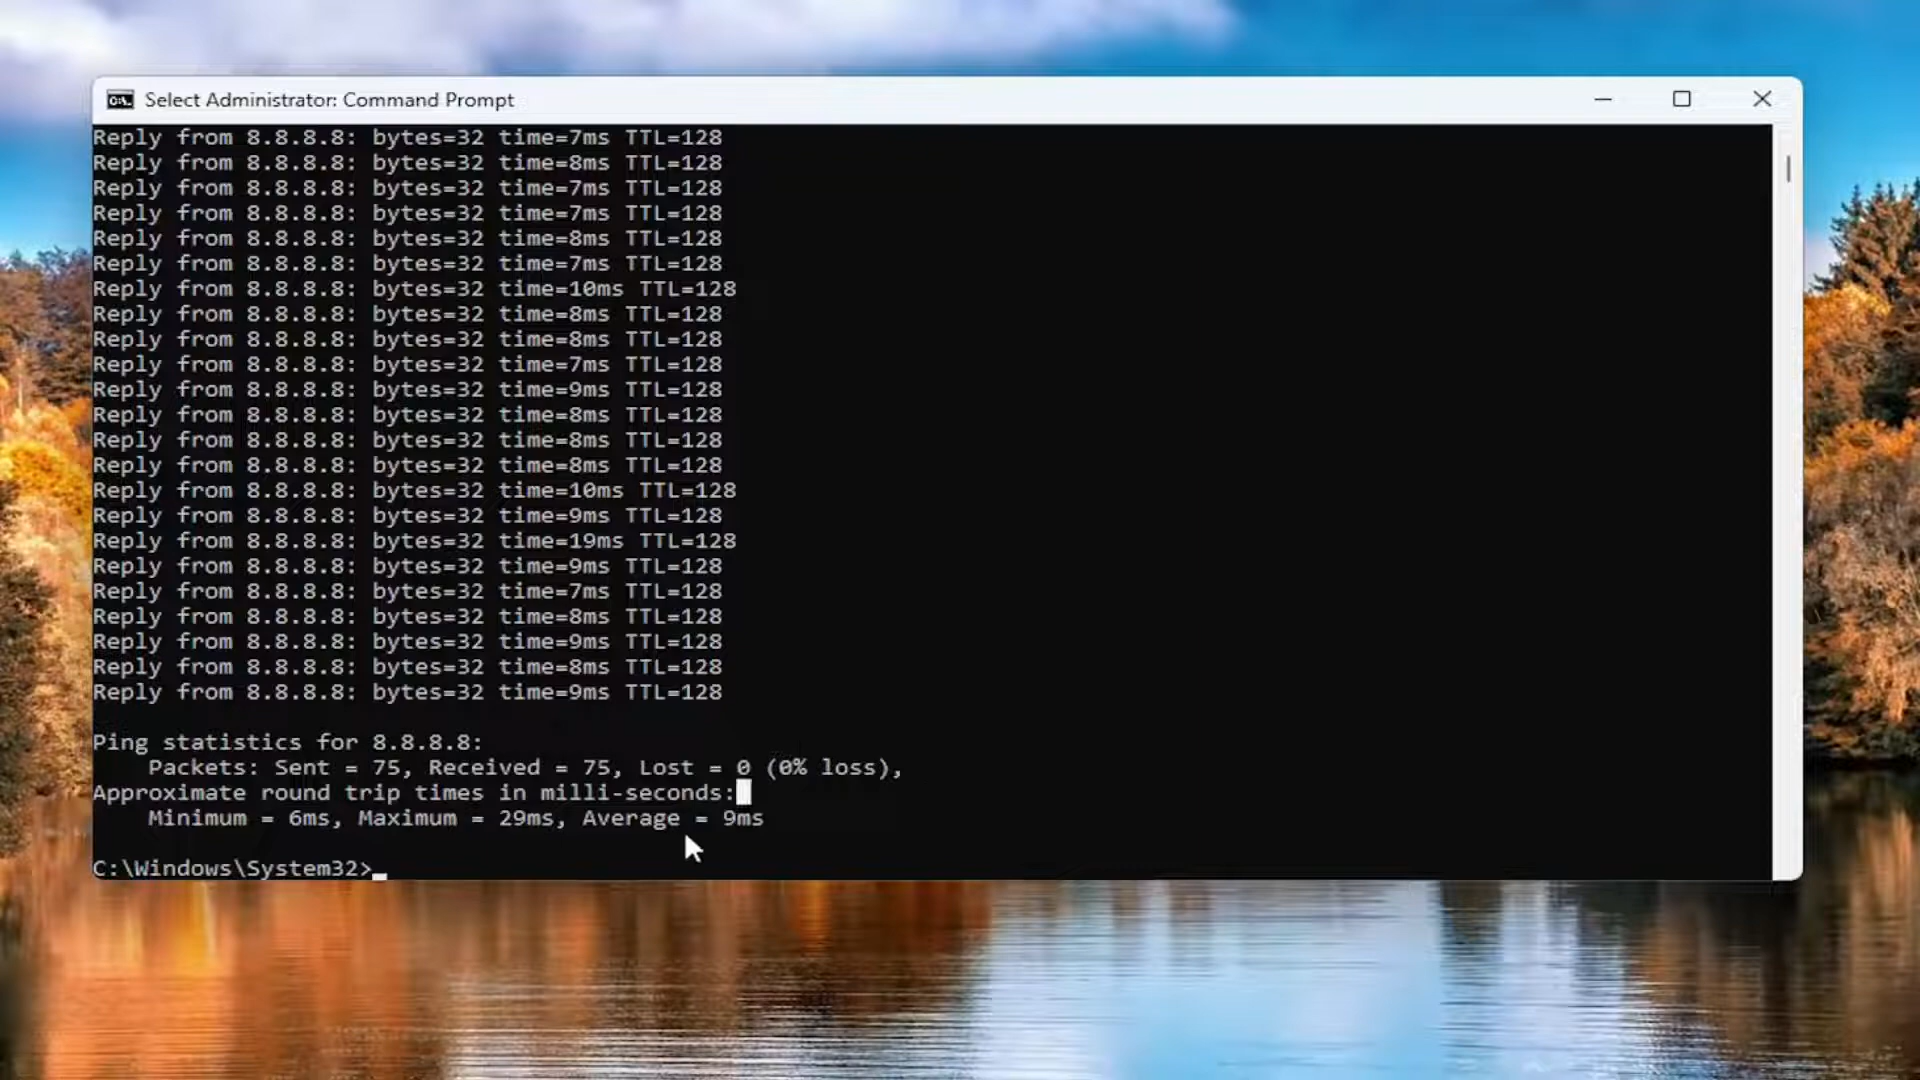 Select Administrator: Command Prompt
Reply from 8.8.8.8: bytes=32 time=7ms TTL=128
Reply from 8.8.8.8: bytes=32 time=8ms TTL=128
Reply from 8.8.8.8: bytes=32 time=7ms TTL=128
Reply from 8.8.8.8: bytes=32 time=7ms TTL=128
Reply from 8.8.8.8: bytes=32 time=8ms TTL=128
Reply from 8.8.8.8: bytes=32 time=7ms TTL=128
Reply from 8.8.8.8: bytes=32 time=10ms TTL=128
Reply from 8.8.8.8: bytes=32 time=8ms TTL=128
Reply from 8.8.8.8: bytes=32 time=8ms TTL=128
Reply from 8.8.8.8: bytes=32 time=7ms TTL=128
Reply from 8.8.8.8: bytes=32 time=9ms TTL=128
Reply from 8.8.8.8: bytes=32 time=8ms TTL=128
Reply from 8.8.8.8: bytes=32 time=8ms TTL=128
Reply from 8.8.8.8: bytes=32 time=8ms TTL=128
Reply from 8.8.8.8: bytes=32 time=10ms TTL=128
Reply from 8.8.8.8: bytes=32 time=9ms TTL=128
Reply from 8.8.8.8: bytes=32 time=19ms TTL=128
Reply from 8.8.8.8: bytes=32 time=9ms TTL=128
Reply from 8.8.8.8: bytes=32 time=7ms TTL=128
Reply from 8.8.8.8: bytes=32 time=8ms TTL=128
Reply from 8.8.8.8: bytes=32 time=9ms TTL=128
Reply from 8.8.8.8: bytes=32 time=8ms TTL=128
Reply from 8.8.8.8: bytes=32 time=9ms TTL=128
Ping statistics for 8.8.8.8:
Packets: Sent = 75, Received = 75, Lost = 0 (0% loss),
Approximate round trip times in milli-seconds:
Minimum = 6ms, Maximum = 29ms, Average = 9ms
C:\Windows\System32>